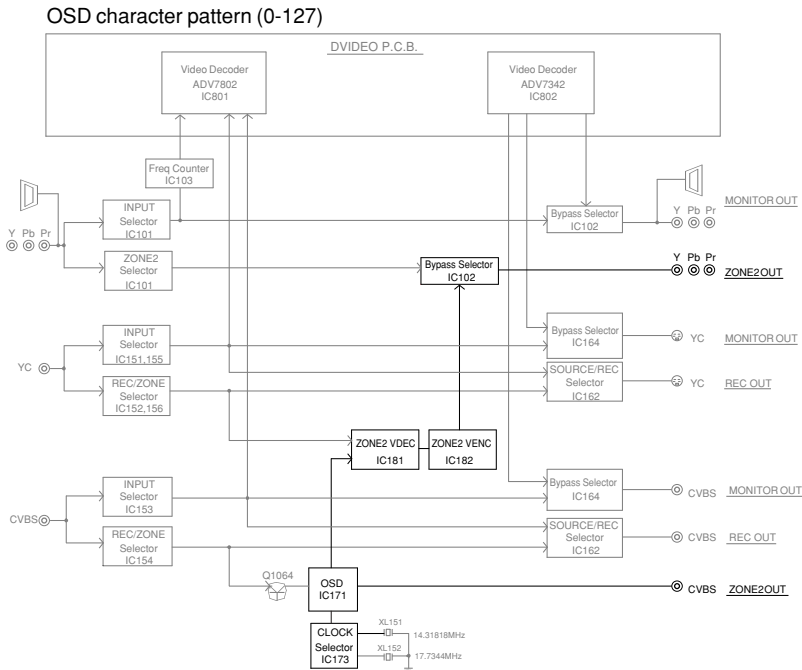 OSD character pattern (0-127)
DVIDEO P.C.B.
Video Decoder
ADV7802
IC801
Video Decoder
ADV7342
IC802
Freq Counter
IC103
INPUT
Selector
IC101
Y Pb Pr
ZONE2
Selector
IC101
Bypass Selector
IC102
Y Pb Pr
MONITOR OUT
Bypass Selector
IC102
Y Pb Pr
ZONE2OUT
INPUT
Selector
IC151,155
YC
REC/ZONE
Selector
IC152,156
Bypass Selector
IC164
YC
MONITOR OUT
SOURCE/REC
Selector
IC162
YC
REC OUT
ZONE2 VDEC
IC181
ZONE2 VENC
IC182
INPUT
Selector
IC153
CVBS
REC/ZONE
Selector
IC154
Bypass Selector
IC164
CVBS
MONITOR OUT
SOURCE/REC
Selector
IC162
CVBS
REC OUT
Q1064
OSD
IC171
CVBS
ZONE2OUT
CLOCK
Selector
IC173
XL151
14.31818MHz
XL152
17.7344MHz